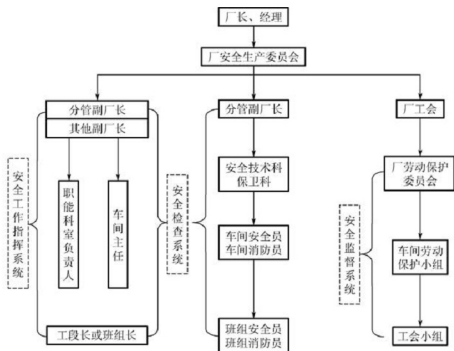 厂长、经理
厂安全生产委员会
分管副厂长
其他副厂长
分管副厂长
厂工会
安全工作指挥系统
职能科室负责人
车间主任
安全检查系统
安全技术科
保卫科
车间安全员
车间消防员
安全监督系统
厂劳动保护
委员会
车间劳动
保护小组
工段长或班组长
班组安全员
班组消防员
工会小组